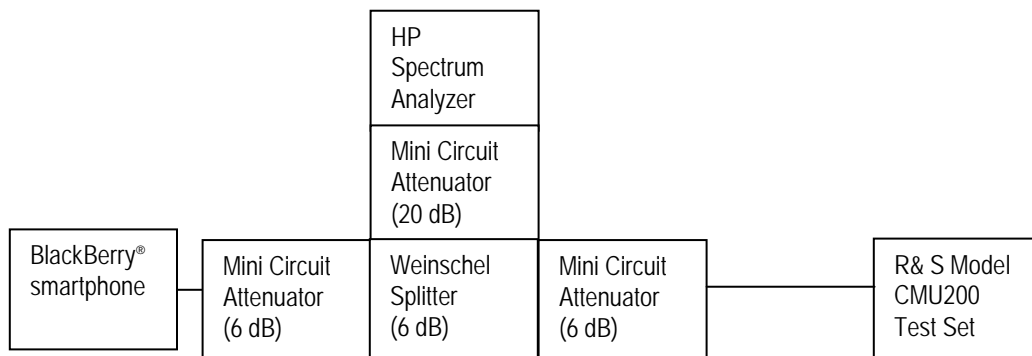 HP
Spectrum
Analyzer
Mini Circuit
Attenuator
(20 dB)
BlackBerry®
smartphone
Mini Circuit
Attenuator
(6 dB)
Weinschel
Splitter
(6 dB)
Mini Circuit
Attenuator
(6 dB)
R& S Model
CMU200
Test Set